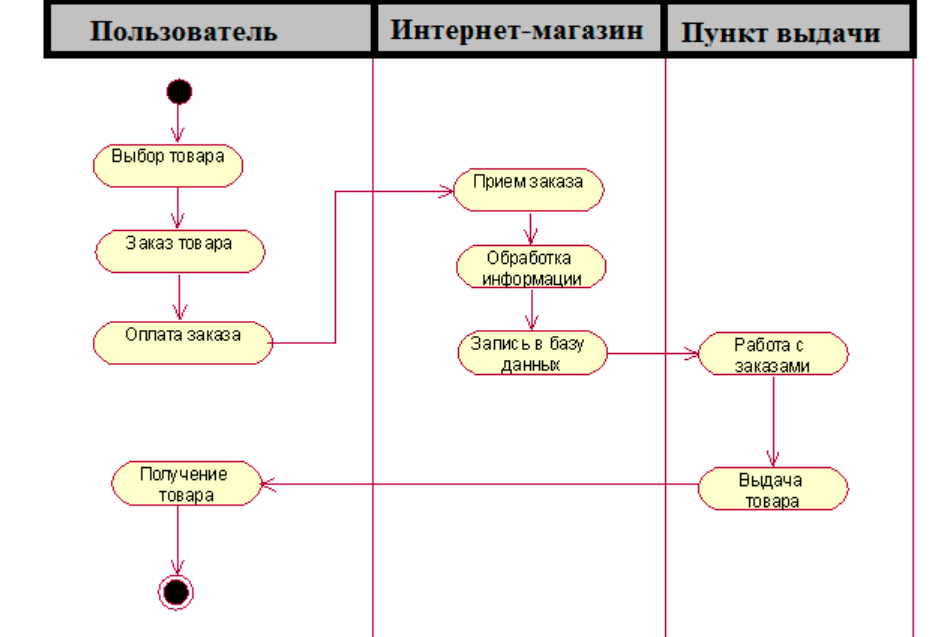 Пользователь
Интернет-магазин
Пункт выдачи
Выбор товара
Заказ товара
Оплата заказа
Прием заказа
Обработка
информации
Запись в базу
данных
Работа с
заказами
Выдача
товара
Получение
товара